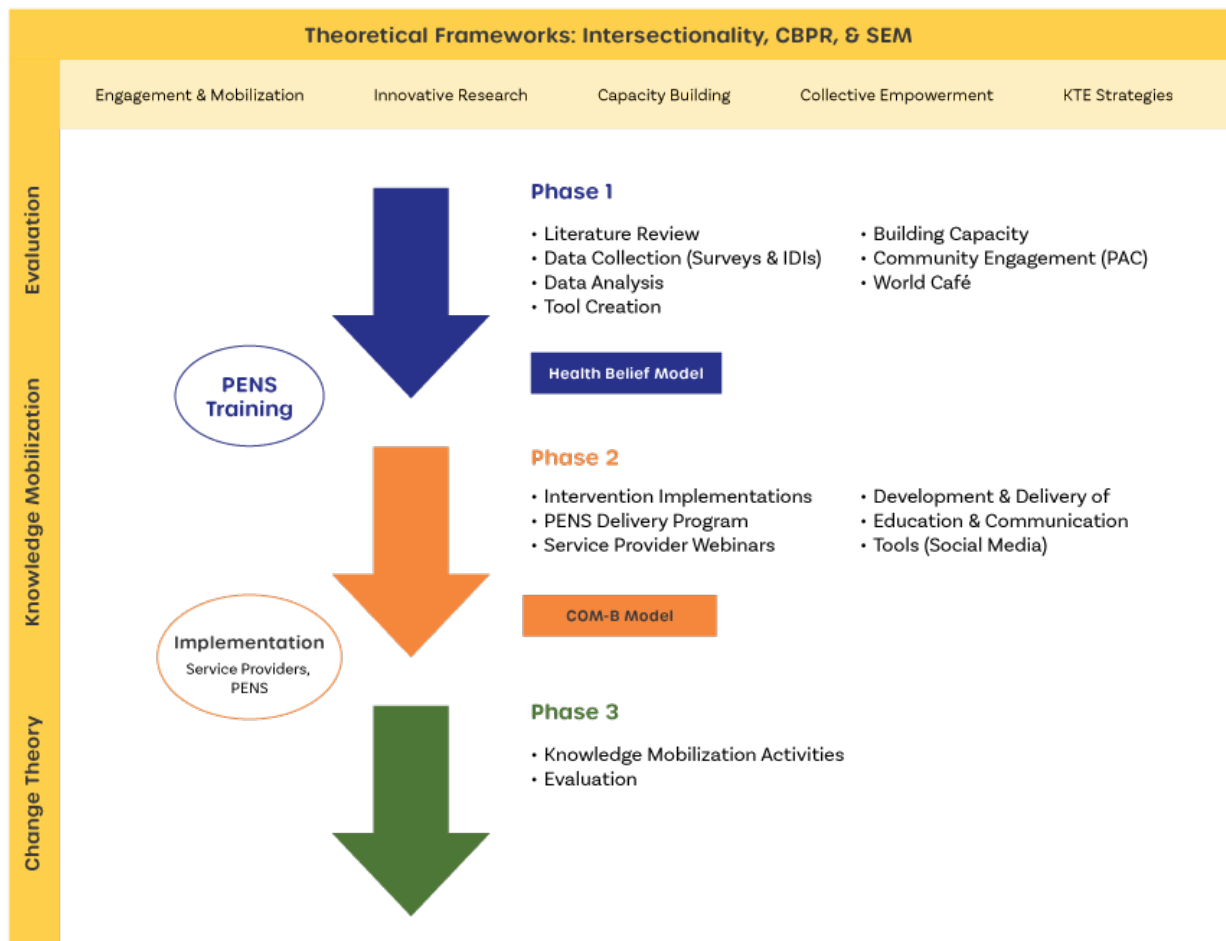 Theoretical Frameworks: Intersectionality, CBPR, & SEM
Engagement & Mobilization
Innovative Research
Capacity Building
Collective Empowerment
KTE Strategies
Evaluation
Knowledge Mobilization
Change Theory
Phase 1
• Literature Review
• Data Collection (Surveys & IDIs)
• Data Analysis
• Tool Creation
• Building Capacity
• Community Engagement (PAC)
• World Café
PENS
Training
Health Belief Model
Phase 2
• Intervention Implementations
• PENS Delivery Program
• Service Provider Webinars
• Development & Delivery of
• Education & Communication
• Tools (Social Media)
Implementation
Service Providers,
PENS
COM-B Model
Phase 3
• Knowledge Mobilization Activities
• Evaluation